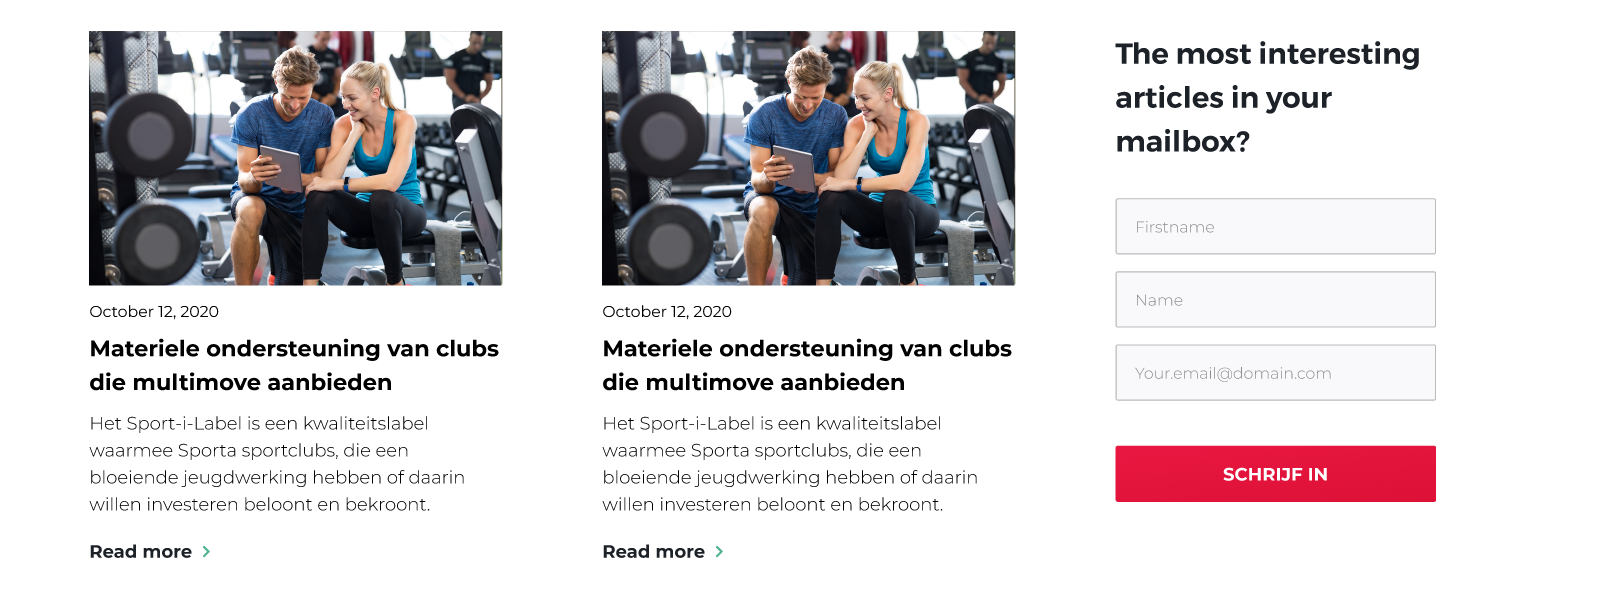 October 12, 2020
Materiele ondersteuning van clubs
die multimove aanbieden
Het Sport-i-Label is een kwaliteitslabel
waarmee Sporta sportclubs, die een
bloeiende jeugdwerking hebben of daarin
willen investeren beloont en bekroont.
Read more
October 12, 2020
Materiele ondersteuning van clubs
die multimove aanbieden
Het Sport-i-Label is een kwaliteitslabel
waarmee Sporta sportclubs, die een
bloeiende jeugdwerking hebben of daarin
willen investeren beloont en bekroont.
Read more
The most interesting
articles in your
mailbox?
Firstname
Name
Your.email@domain.com
SCHRIJF IN